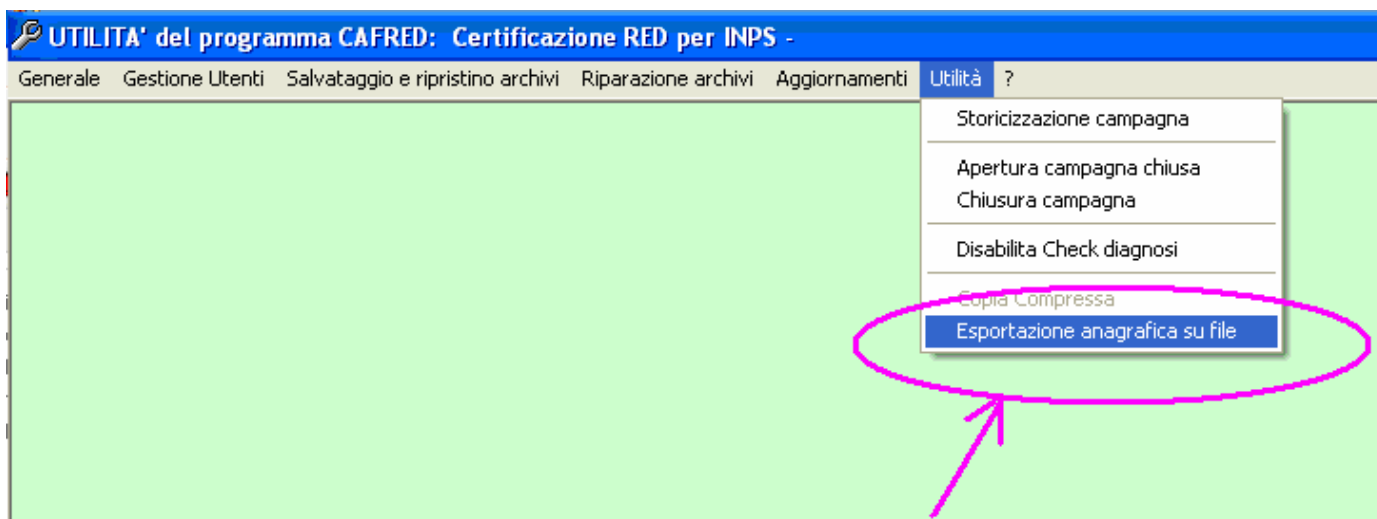 UTILITA' del programma CAFRED: Certificazione RED per INPS -
Generale Gestione Utenti Salvataggio e ripristino archivi Riparazione archivi Aggiornamenti Utilità ?
Storicizzazione campagna
Apertura campagna chiusa
Chiusura campagna
Disabilita Check diagnosi
Copia Compressa
Esportazione anagrafica su file